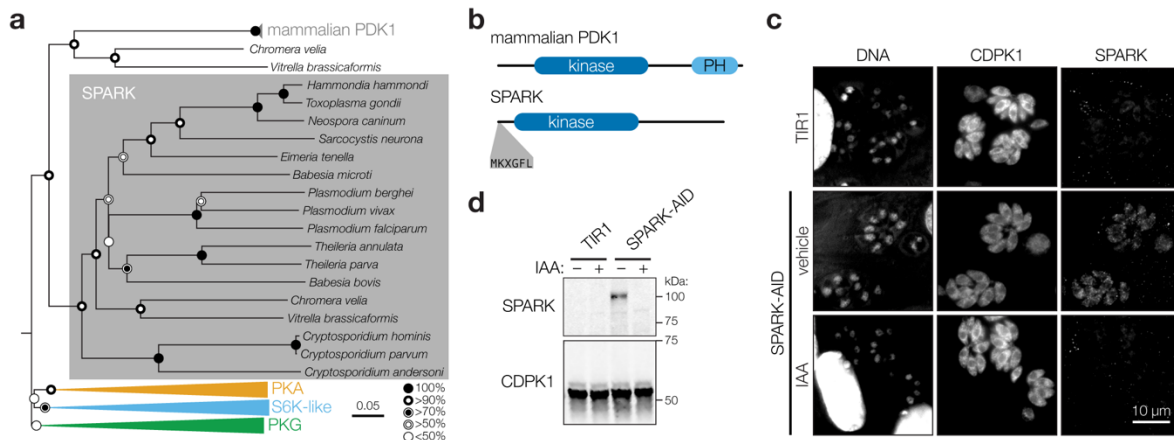 a
mammalian PDK1
Chromera velia
Vitrella brassicaformis
SPARK
Hammondia hammondi
Toxoplasma gondii
Neospora caninum
Sarcocystis neurona
Eimeria tenella
Babesia microti
Plasmodium berghei
Plasmodium vivax
Plasmodium falciparum
Theileria annulata
Theileria parva
Babesia bovis
Chromera velia
Vitrella brassicaformis
Cryptosporidium hominis
Cryptosporidium parvum
Cryptosporidium andersoni
PKA
S6K-like
PKG
0.05
100%
>90%
>70%
>50%
<50%
b
mammalian PDK1
kinase
PH
SPARK
kinase
MKXGFL
d
TIR1
SPARK-AID
IAA: − + − +
kDa:
SPARK
100
75
75
CDPK1
50
c
DNA CDPK1 SPARK
TIR1
SPARK-AID
vehicle
IAA
10 µm